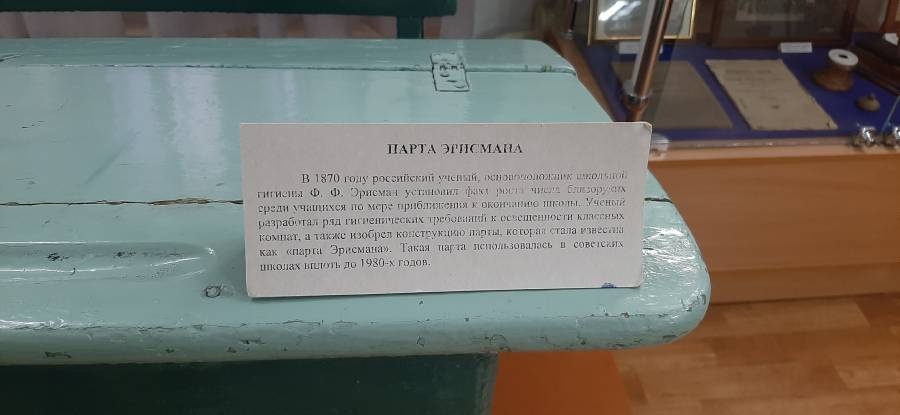 ПАРТА ЭРИСМАНА
В 1870 году российский ученый, основоположник школьной
гигиены Ф. Ф. Эрисман установил факт роста числа близоруких
среди учащихся по мере приближения к окончанию школы. Ученый
разработал ряд гигиенических требований к освещенности классных
комнат, а также изобрел конструкцию парты, которая стала известна
как «парта Эрисмана». Такая парта использовалась в советских
школах вплоть до 1980-х годов.